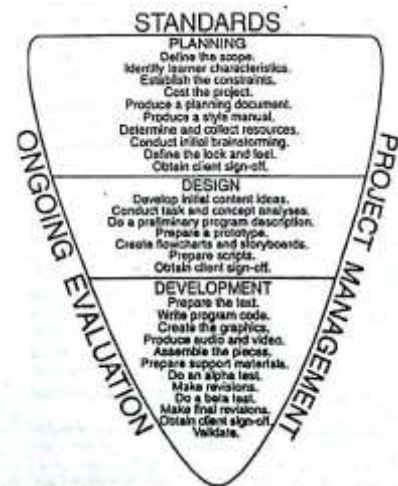 STANDARDS
PLANNING
Define the scope.
Identify learner characteristics.
Establish the constraints.
Cost the project.
Produce a planning document.
Produce a style manual.
Determine and collect resources.
Conduct initial brainstorming.
Define the look and feel.
Obtain client sign-off.
DESIGN
Develop initial content ideas.
Conduct task and concept analyses.
Do a preliminary program description.
Prepare a prototype.
Create flowcharts and storyboards.
Prepare scripts.
Obtain client sign-off.
DEVELOPMENT
Prepare the text.
Write program code.
Create the graphics.
Produce audio and video.
Assemble the pieces.
Prepare support materials.
Do an alpha test.
Make revisions.
Do a beta test.
Make final revisions.
Obtain client sign-off.
Validate.
ONGOING EVALUATION
PROJECT MANAGEMENT